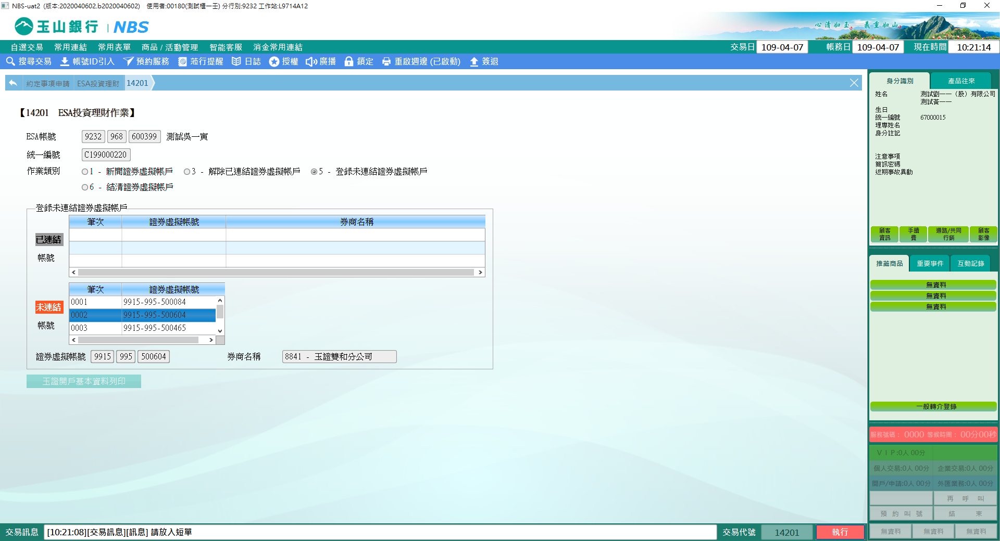 NBS-uat2 (版本:2020040602.b2020040602) 使用者:00180(測試櫃一王) 分行別:9232 工作站:L9714A12
玉山銀行 | NBS
心清如玉 義重如山
自選交易 常用連結 常用表單 商品 / 活動管理 智能客服 消金常用連結 交易日 109-04-07 帳務日 109-04-07 現在時間 10:21:14
搜尋交易 帳號ID引入 預約服務 蒞行提醒 日誌 授權 廣播 鎖定 重啟週邊 (已啟動) 簽退
約定事項申請 ESA投資理財 14201
【14201 ESA投資理財作業】
ESA帳號 9232 968 600399 測試吳一寅
統一編號 C199000220
作業類別 1 - 新開證券虛擬帳戶 3 - 解除已連結證券虛擬帳戶 5 - 登錄未連結證券虛擬帳戶
6 - 結清證券虛擬帳戶
登錄未連結證券虛擬帳戶
筆次 證券虛擬帳號 券商名稱
已連結
帳號
筆次 證券虛擬帳號
未連結
帳號
0001 9915-995-500084
0002 9915-995-500604
0003 9915-995-500465
證券虛擬帳號 9915 995 500604 券商名稱 8841 - 玉證雙和分公司
玉證開戶基本資料列印
身分識別 產品往來
姓名 測試劉一一（股）有限公司
測試黃一一
生日
統一編號 67000015
理專姓名
身分註記
注意事項
簡訊密碼
近期事故異動
顧客資訊 手續費 通路/共同行銷 顧客影像
推薦商品 重要事件 互動記錄
無資料
無資料
無資料
一般轉介登錄
服務號碼： 0000 等候時間： 00分00秒
ＶＩＰ:0人 00分
個人交易:0人 00分 企業交易:0人 00分
開戶/申請:0人 00分 外匯業務:0人 00分
再 呼 叫
預 約 叫 號 結 束
無資料 無資料 無資料
交易訊息 [10:21:08][交易訊息][訊息] 請放入短單 交易代號 14201 執行